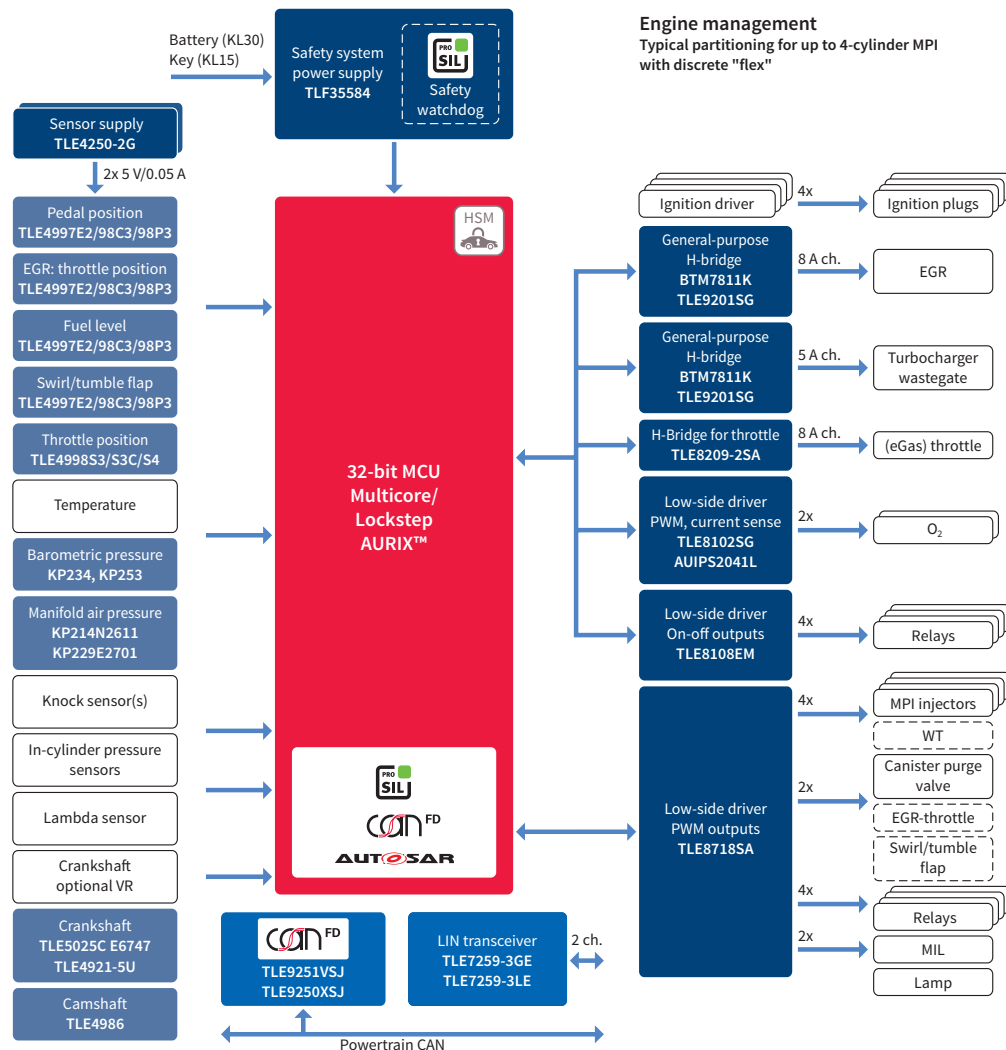 Engine management
Typical partitioning for up to 4-cylinder MPI
with discrete "flex"
Battery (KL30)
Key (KL15)
Safety system
power supply
TLF35584
PRO
SIL
Safety
watchdog
Sensor supply
TLE4250-2G
2x 5 V/0.05 A
Pedal position
TLE4997E2/98C3/98P3
EGR: throttle position
TLE4997E2/98C3/98P3
Fuel level
TLE4997E2/98C3/98P3
Swirl/tumble flap
TLE4997E2/98C3/98P3
Throttle position
TLE4998S3/S3C/S4
Temperature
Barometric pressure
KP234, KP253
Manifold air pressure
KP214N2611
KP229E2701
Knock sensor(s)
In-cylinder pressure
sensors
Lambda sensor
Crankshaft
optional VR
Crankshaft
TLE5025C E6747
TLE4921-5U
Camshaft
TLE4986
HSM
32-bit MCU
Multicore/
Lockstep
AURIX™
PRO
SIL
CAN FD
AUTOSAR
CAN FD
TLE9251VSJ
TLE9250XSJ
LIN transceiver
TLE7259-3GE
TLE7259-3LE
2 ch.
Powertrain CAN
Ignition driver
4x
Ignition plugs
General-purpose
H-bridge
BTM7811K
TLE9201SG
8 A ch.
EGR
General-purpose
H-bridge
BTM7811K
TLE9201SG
5 A ch.
Turbocharger
wastegate
H-Bridge for throttle
TLE8209-2SA
8 A ch.
(eGas) throttle
Low-side driver
PWM, current sense
TLE8102SG
AUIPS2041L
2x
O₂
Low-side driver
On-off outputs
TLE8108EM
4x
Relays
Low-side driver
PWM outputs
TLE8718SA
4x
MPI injectors
WT
2x
Canister purge
valve
EGR-throttle
Swirl/tumble
flap
4x
Relays
2x
MIL
Lamp